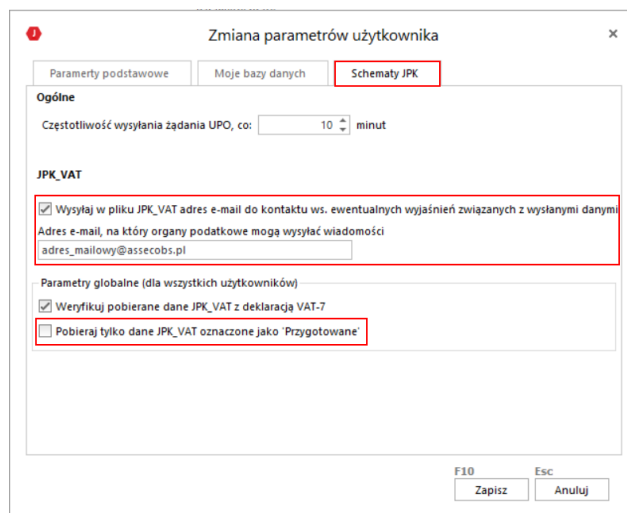 J
Zmiana parametrów użytkownika
×
Paramerty podstawowe
Moje bazy danych
Schematy JPK
Ogólne
Częstotliwość wysyłania żądania UPO, co: 10 minut
JPK_VAT
Wysyłaj w pliku JPK_VAT adres e-mail do kontaktu ws. ewentualnych wyjaśnień związanych z wysłanymi danymi
Adres e-mail, na który organy podatkowe mogą wysyłać wiadomości
adres_mailowy@assecobs.pl
Parametry globalne (dla wszystkich użytkowników)
Weryfikuj pobierane dane JPK_VAT z deklaracją VAT-7
Pobieraj tylko dane JPK_VAT oznaczone jako 'Przygotowane'
F10 Esc
Zapisz Anuluj